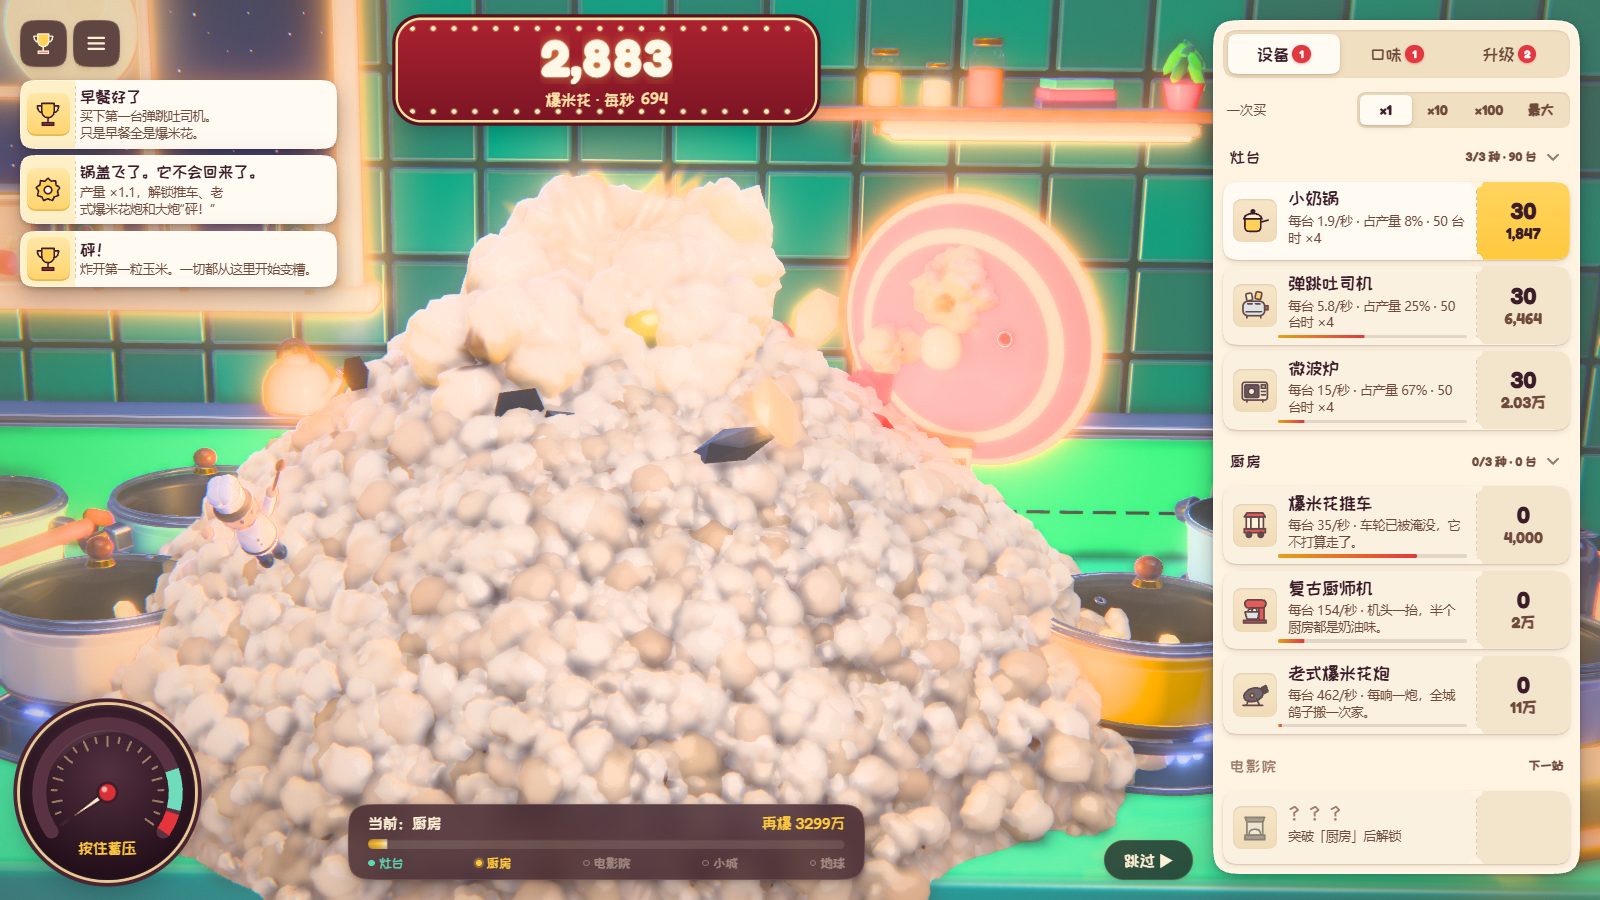 早餐好了
买下第一台弹跳吐司机。
只是早餐全是爆米花。
锅盖飞了。它不会回来了。
产量 ×1.1，解锁推车、老
式爆米花炮和大炮“砰！”
砰！
炸开第一粒玉米。一切都从这里开始变糟。
2,883
爆米花 · 每秒 694
设备 1
口味 1
升级 2
一次买
×1
×10
×100
最大
灶台
3/3 种 · 90 台
小奶锅
每台 1.9/秒 · 占产量 8% · 50 台
时 ×4
30
1,847
弹跳吐司机
每台 5.8/秒 · 占产量 25% · 50
台时 ×4
30
6,464
微波炉
每台 15/秒 · 占产量 67% · 50
台时 ×4
30
2.03万
厨房
0/3 种 · 0 台
爆米花推车
每台 35/秒 · 车轮已被淹没，它
不打算走了。
0
4,000
复古厨师机
每台 154/秒 · 机头一抬，半个
厨房都是奶油味。
0
2万
老式爆米花炮
每台 462/秒 · 每响一炮，全城
鸽子搬一次家。
0
11万
电影院
下一站
？ ？ ？
突破「厨房」后解锁
按住蓄压
当前：厨房
再爆 3299万
灶台
厨房
电影院
小城
地球
跳过 ▶